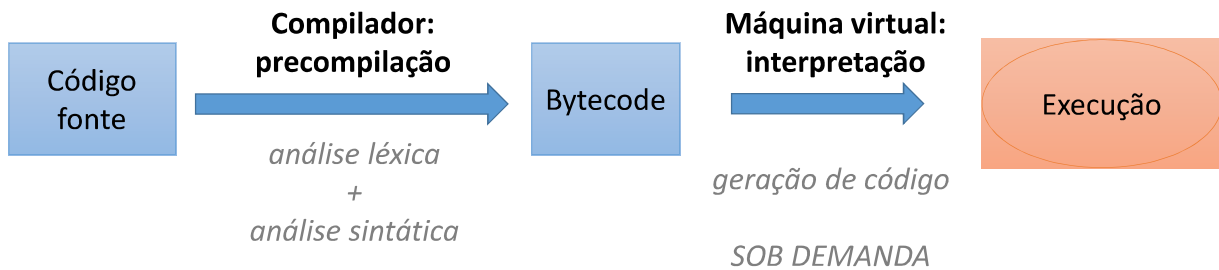 Código
fonte
Compilador:
precompilação
análise léxica
+
análise sintática
Bytecode
Máquina virtual:
interpretação
geração de código
SOB DEMANDA
Execução